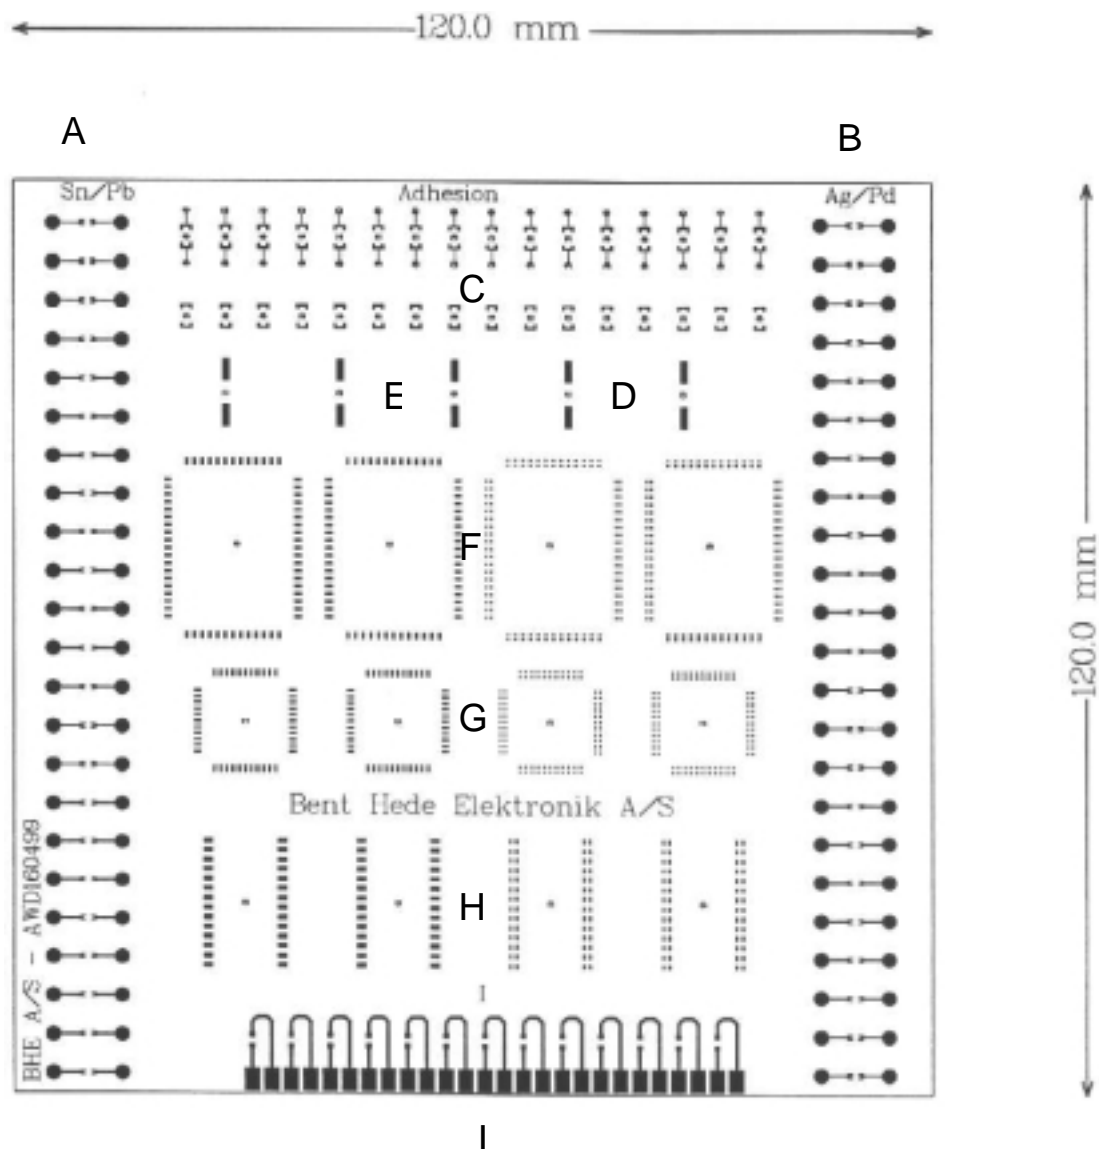 120.0 mm
A
B
Sn/Pb
Adhesion
Ag/Pd
C
E
D
F
120.0 mm
G
Bent Hede Elektronik A/S
BHE A/S - AWD160499
H
I
I